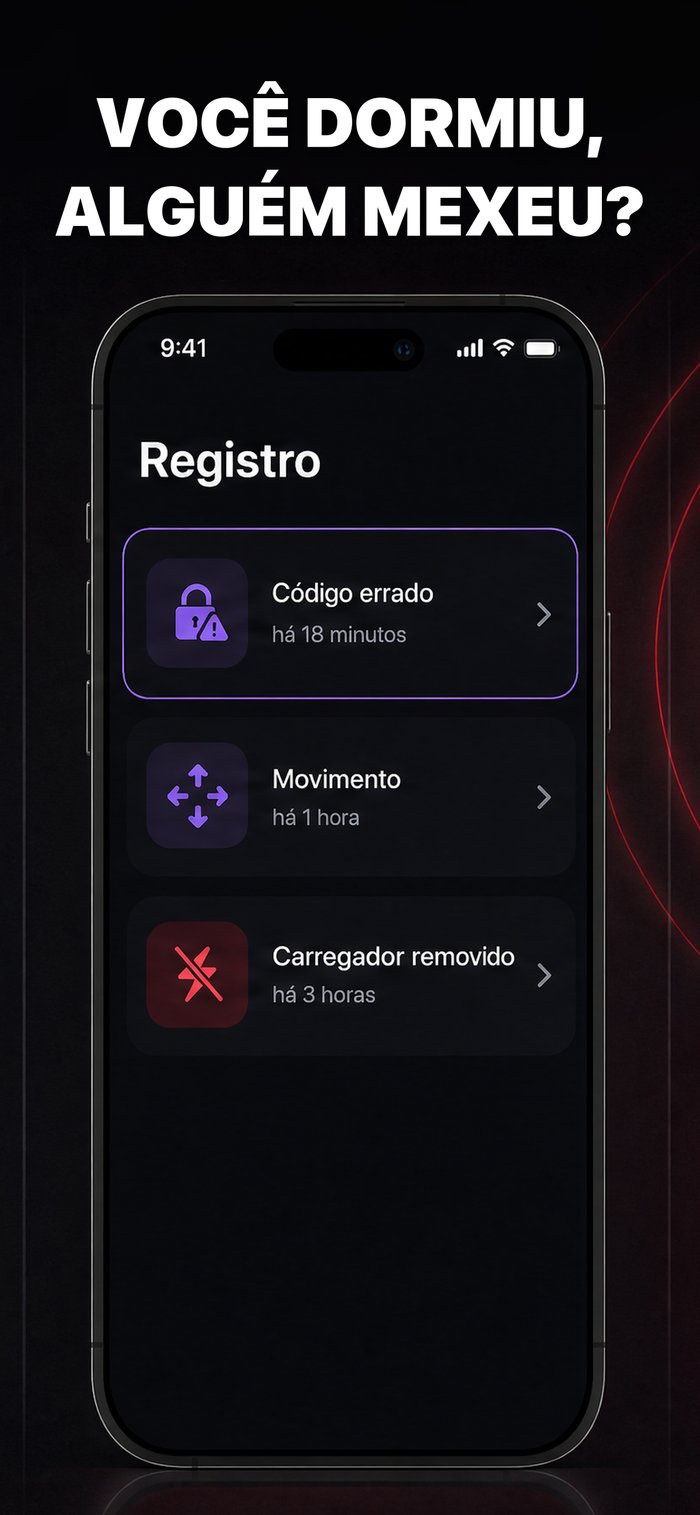 VOCÊ DORMIU,
ALGUÉM MEXEU?
9:41
Registro
Código errado
há 18 minutos
Movimento
há 1 hora
Carregador removido
há 3 horas